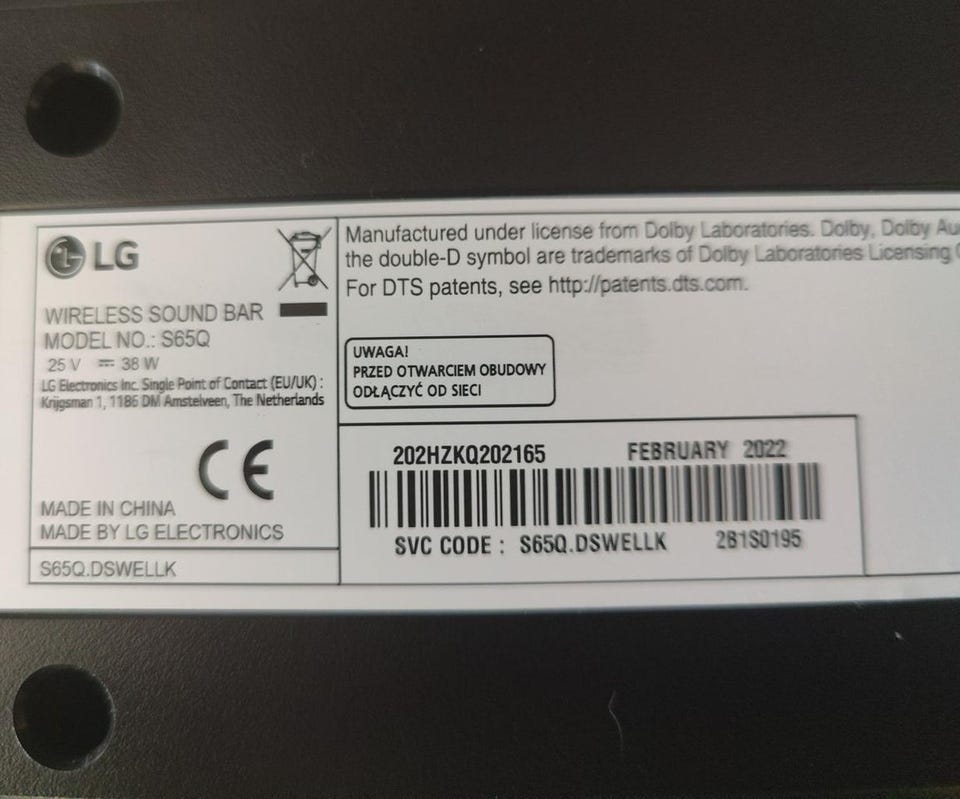 LG
WIRELESS SOUND BAR
MODEL NO.: S65Q
25 V ⎓ 38 W
LG Electronics Inc. Single Point of Contact (EU/UK) :
Krijgsman 1, 1186 DM Amstelveen, The Netherlands
CE
MADE IN CHINA
MADE BY LG ELECTRONICS
S65Q.DSWELLK
Manufactured under license from Dolby Laboratories. Dolby, Dolby Au
the double-D symbol are trademarks of Dolby Laboratories Licensing
For DTS patents, see http://patents.dts.com.
UWAGA!
PRZED OTWARCIEM OBUDOWY
ODŁĄCZYĆ OD SIECI
202HZKQ202165 FEBRUARY 2022
SVC CODE : S65Q.DSWELLK 2B1S0195